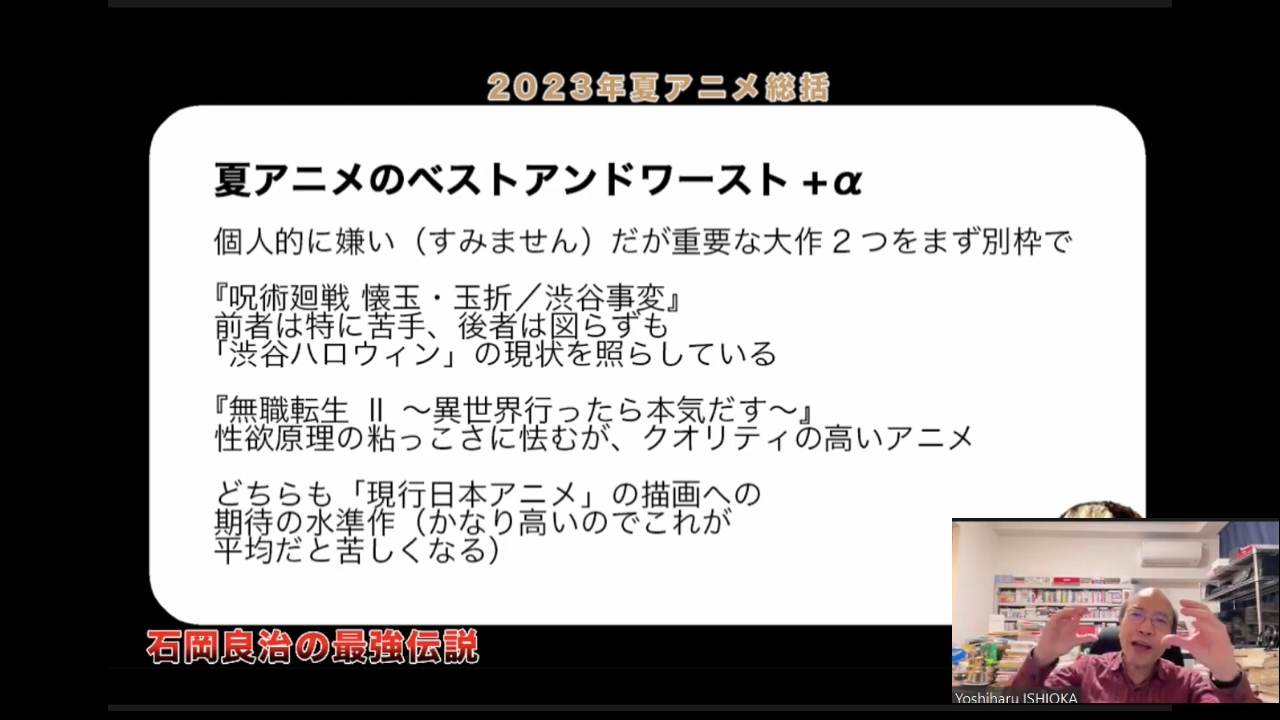 2023年夏アニメ総括
夏アニメのベストアンドワースト +α
個人的に嫌い（すみません）だが重要な大作２つをまず別枠で
『呪術廻戦 懐玉・玉折／渋谷事変』
前者は特に苦手、後者は図らずも
「渋谷ハロウィン」の現状を照らしている
『無職転生 Ⅱ ～異世界行ったら本気だす～』
性欲原理の粘っこさに怯むが、クオリティの高いアニメ
どちらも「現行日本アニメ」の描画への
期待の水準作（かなり高いのでこれが
平均だと苦しくなる）
石岡良治の最強伝説
Yoshiharu ISHIOKA